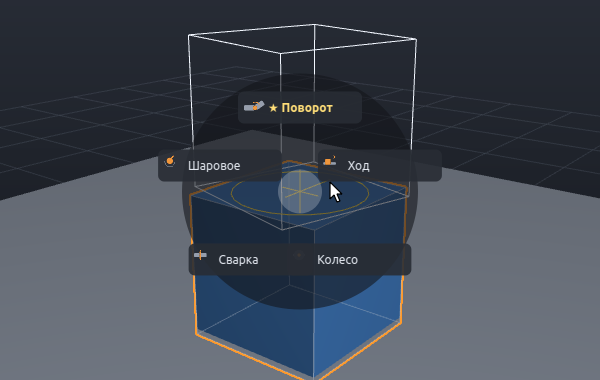 ★ Поворот
Шаровое
Ход
Сварка
Колесо